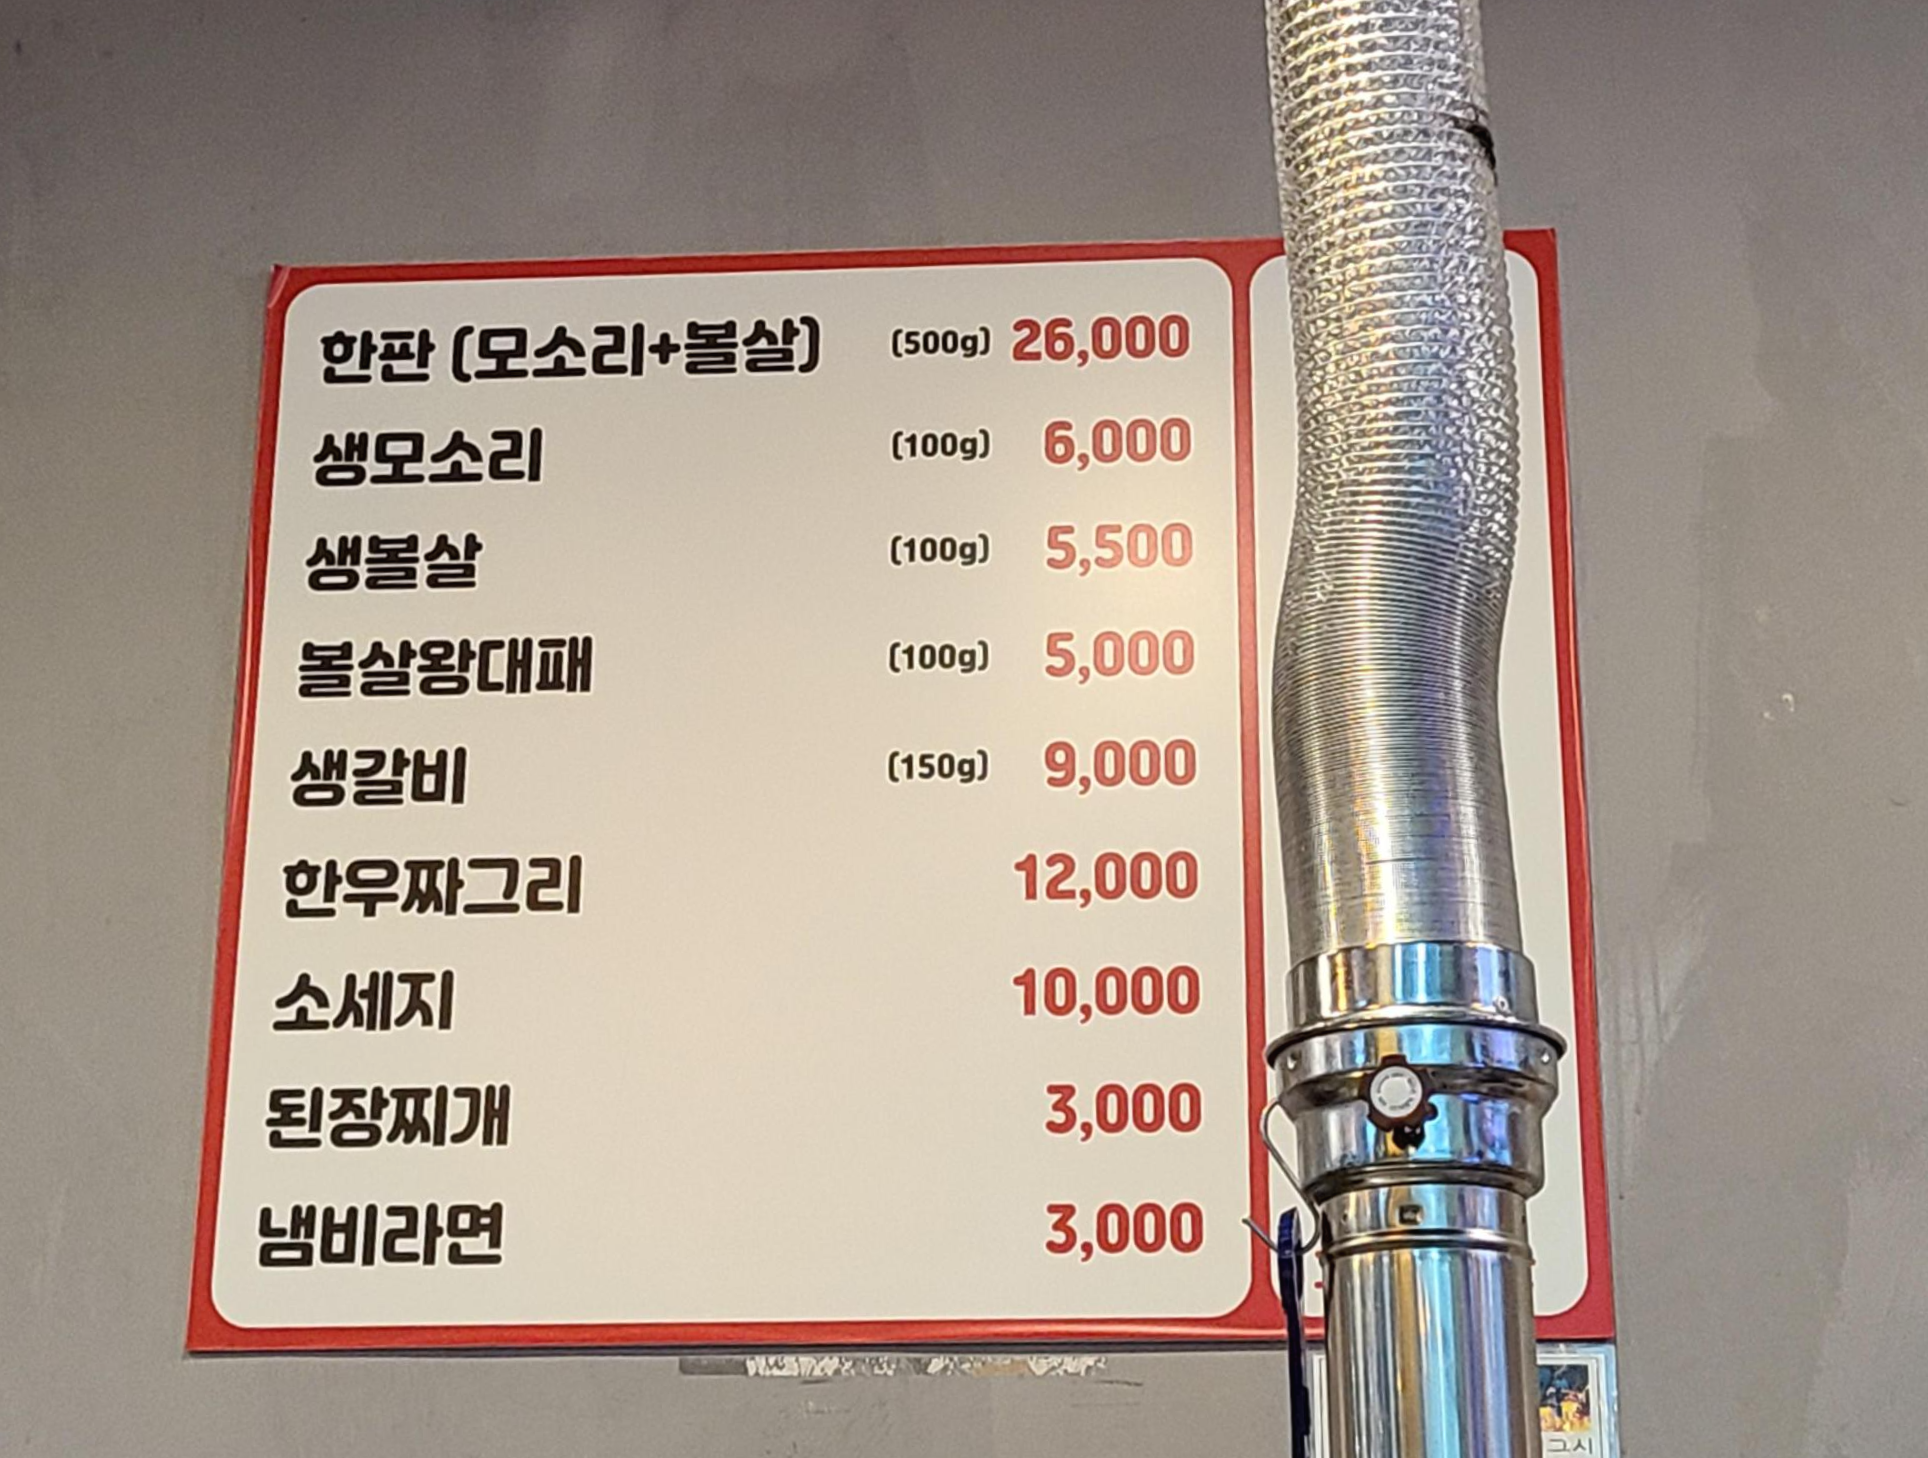 한판 (모소리+볼살) (500g) 26,000
생모소리 (100g) 6,000
생볼살 (100g) 5,500
볼살왕대패 (100g) 5,000
생갈비 (150g) 9,000
한우짜그리 12,000
소세지 10,000
된장찌개 3,000
냄비라면 3,000